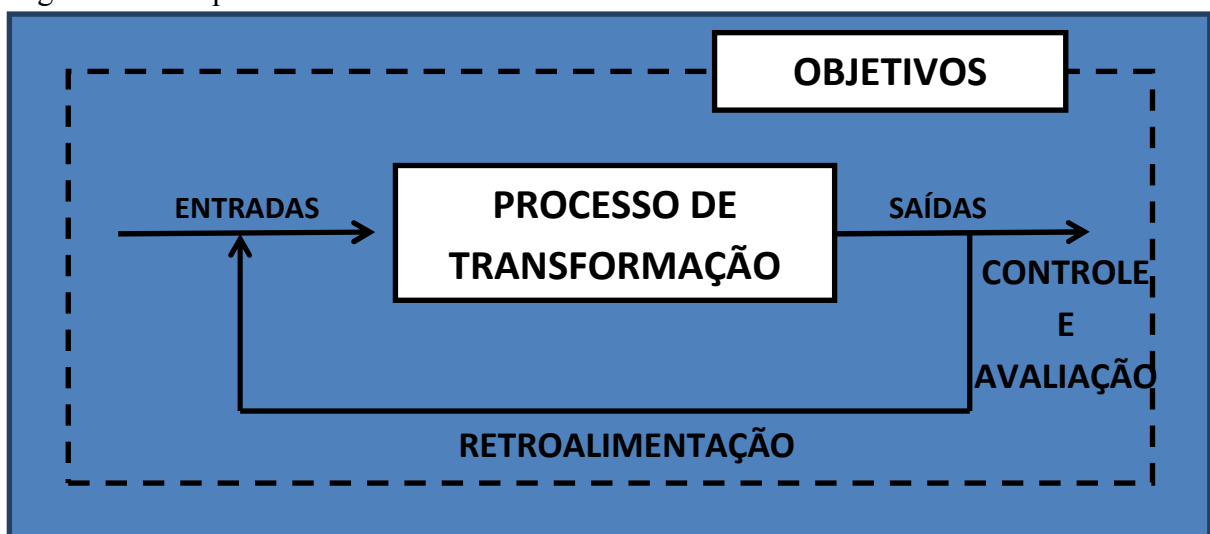 OBJETIVOS
ENTRADAS
PROCESSO DE
TRANSFORMAÇÃO
SAÍDAS
CONTROLE
E
AVALIAÇÃO
RETROALIMENTAÇÃO